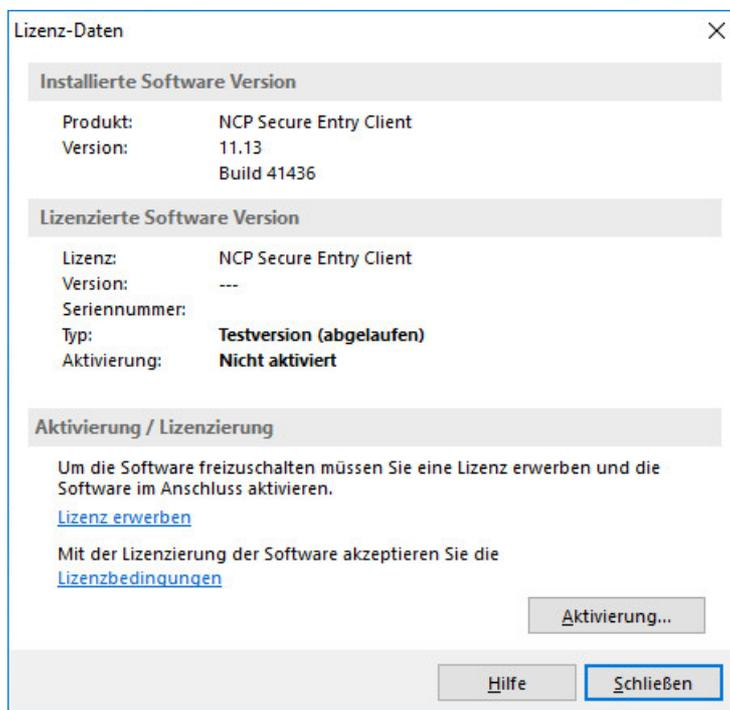 Lizenz-Daten
Installierte Software Version
Produkt: NCP Secure Entry Client
Version: 11.13
Build 41436
Lizenzierte Software Version
Lizenz: NCP Secure Entry Client
Version: ---
Seriennummer:
Typ: Testversion (abgelaufen)
Aktivierung: Nicht aktiviert
Aktivierung / Lizenzierung
Um die Software freizuschalten müssen Sie eine Lizenz erwerben und die
Software im Anschluss aktivieren.
Lizenz erwerben
Mit der Lizenzierung der Software akzeptieren Sie die
Lizenzbedingungen
Aktivierung...
Hilfe Schließen